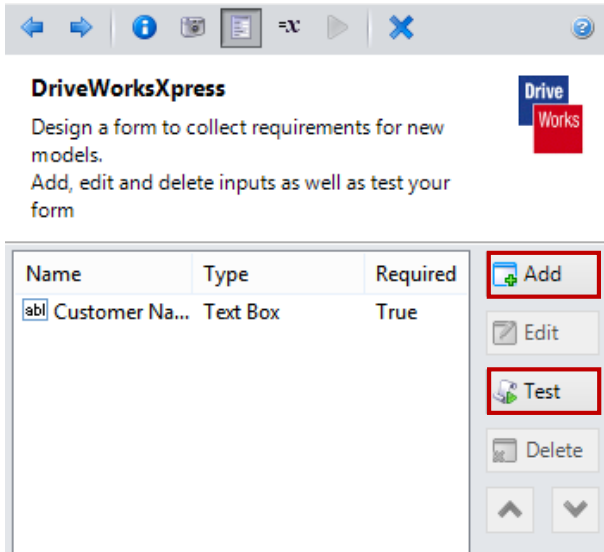 =x
DriveWorksXpress
Drive
Works
Design a form to collect requirements for new
models.
Add, edit and delete inputs as well as test your
form
Name Type Required Add
abl Customer Na... Text Box True
Edit
Test
Delete